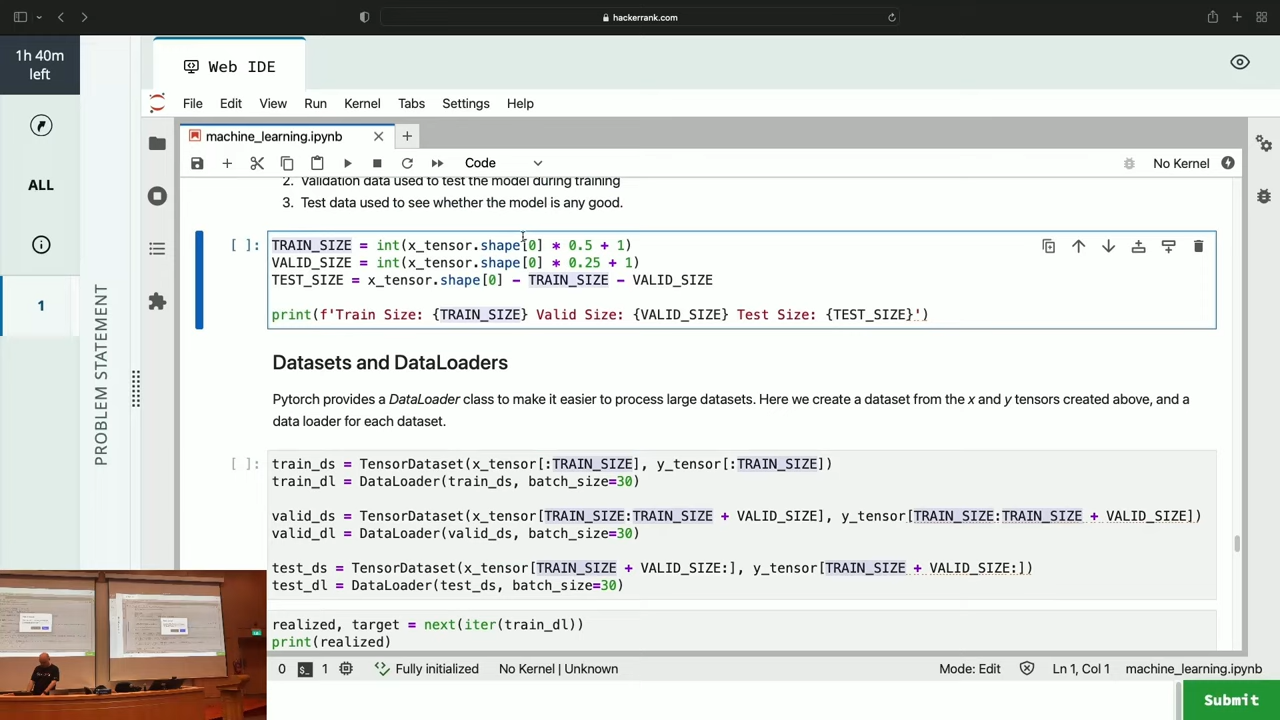 hackerrank.com
1h 40m
left
Web IDE
File Edit View Run Kernel Tabs Settings Help
machine_learning.ipynb
Code
No Kernel
ALL
1
PROBLEM STATEMENT
2. Validation data used to test the model during training
3. Test data used to see whether the model is any good.
[ ]: TRAIN_SIZE = int(x_tensor.shape[0] * 0.5 + 1)
VALID_SIZE = int(x_tensor.shape[0] * 0.25 + 1)
TEST_SIZE = x_tensor.shape[0] - TRAIN_SIZE - VALID_SIZE
print(f'Train Size: {TRAIN_SIZE} Valid Size: {VALID_SIZE} Test Size: {TEST_SIZE}')
Datasets and DataLoaders
Pytorch provides a DataLoader class to make it easier to process large datasets. Here we create a dataset from the x and y tensors created above, and a
data loader for each dataset.
[ ]: train_ds = TensorDataset(x_tensor[:TRAIN_SIZE], y_tensor[:TRAIN_SIZE])
train_dl = DataLoader(train_ds, batch_size=30)
valid_ds = TensorDataset(x_tensor[TRAIN_SIZE:TRAIN_SIZE + VALID_SIZE], y_tensor[TRAIN_SIZE:TRAIN_SIZE + VALID_SIZE])
valid_dl = DataLoader(valid_ds, batch_size=30)
test_ds = TensorDataset(x_tensor[TRAIN_SIZE + VALID_SIZE:], y_tensor[TRAIN_SIZE + VALID_SIZE:])
test_dl = DataLoader(test_ds, batch_size=30)
realized, target = next(iter(train_dl))
print(realized)
0 1 Fully initialized No Kernel | Unknown Mode: Edit Ln 1, Col 1 machine_learning.ipynb
Submit